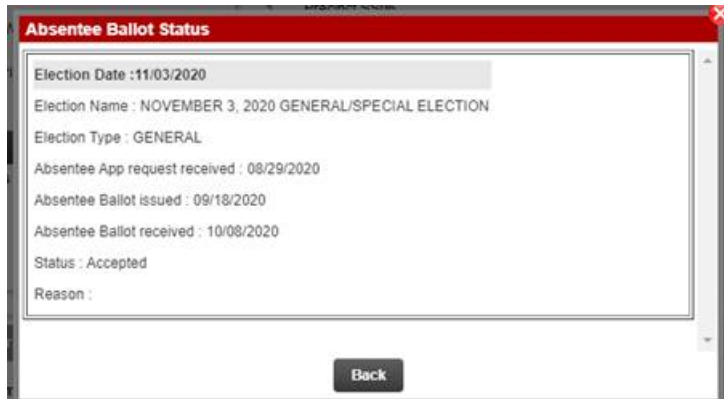 Absentee Ballot Status
Election Date :11/03/2020
Election Name : NOVEMBER 3, 2020 GENERAL/SPECIAL ELECTION
Election Type : GENERAL
Absentee App request received : 08/29/2020
Absentee Ballot issued : 09/18/2020
Absentee Ballot received : 10/08/2020
Status : Accepted
Reason :
Back